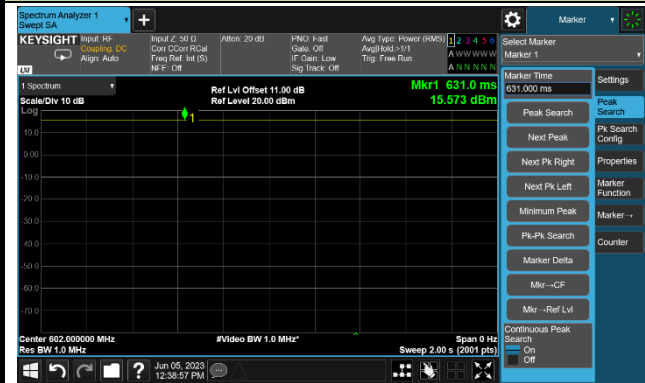 Spectrum Analyzer 1
Swept SA
Marker
KEYSIGHT
Input: RF
Coupling: DC
Align: Auto
Input Z: 50 Ω
Corr CCorr RCal
Freq Ref: Int (S)
NFE: Off
Atten: 20 dB
PNO: Fast
Gate: Off
IF Gain: Low
Sig Track: Off
Avg Type: Power (RMS)
Avg|Hold:>1/1
Trig: Free Run
1 2 3 4 5 6
A W W W W W
A N N N N N
LXI
Select Marker
Marker 1
1 Spectrum
Scale/Div 10 dB
Ref Lvl Offset 11.00 dB
Ref Level 20.00 dBm
Mkr1 631.0 ms
15.573 dBm
Log
1
10.0
0.00
-10.0
-20.0
-30.0
-40.0
-50.0
-60.0
-70.0
Center 602.000000 MHz
Res BW 1.0 MHz
#Video BW 1.0 MHz*
Span 0 Hz
Sweep 2.00 s (2001 pts)
Marker Time
631.000 ms
Peak Search
Next Peak
Next Pk Right
Next Pk Left
Minimum Peak
Pk-Pk Search
Marker Delta
Mkr→CF
Mkr→Ref Lvl
Continuous Peak
Search
On
Off
Settings
Peak
Search
Pk Search
Config
Properties
Marker
Function
Marker→
Counter
?
Jun 05, 2023
12:38:57 PM